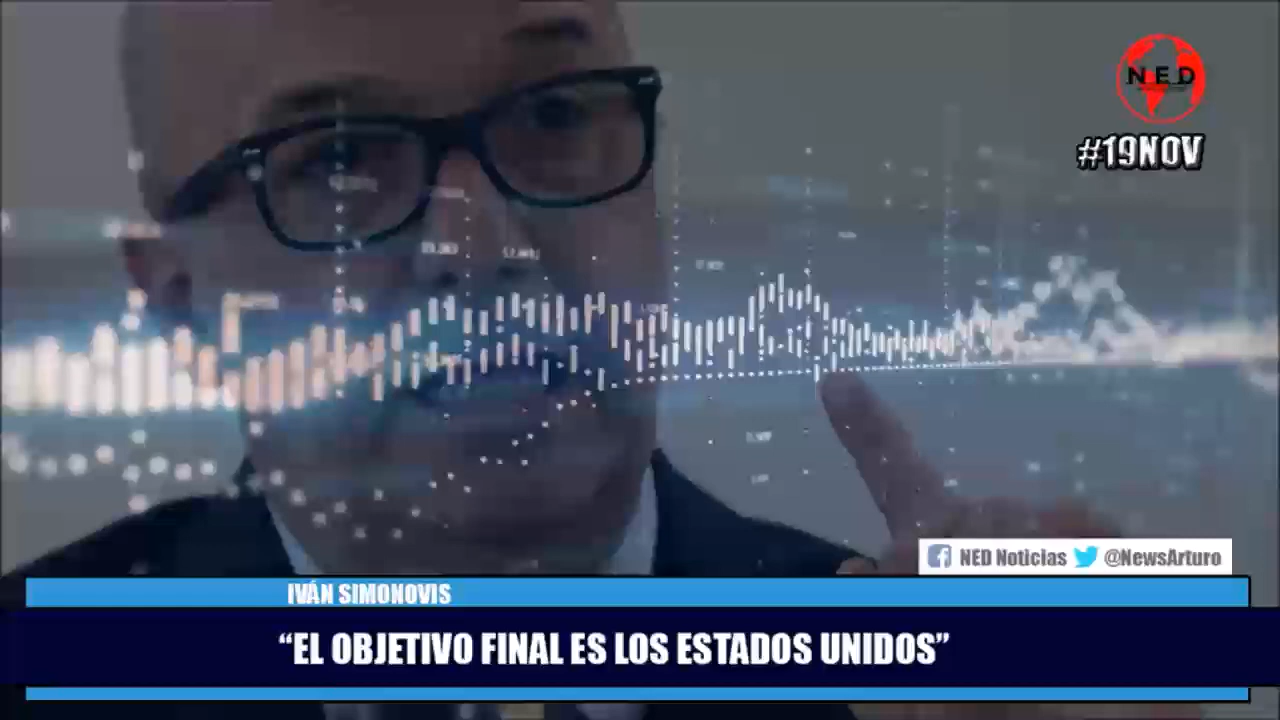 NED
#19NOV
NED Noticias @NewsArturo
IVÁN SIMONOVIS
“EL OBJETIVO FINAL ES LOS ESTADOS UNIDOS”